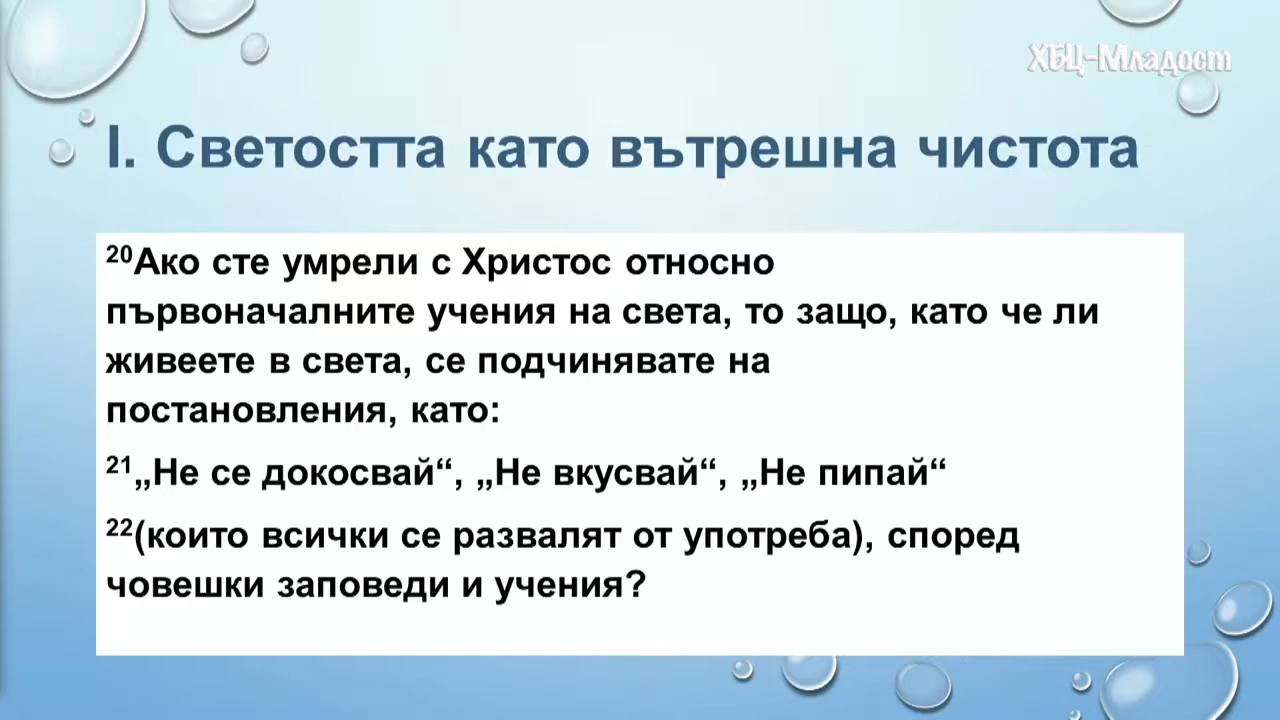 ХБЦ-Младост
I. Светостта като вътрешна чистота
20Ако сте умрели с Христос относно
първоначалните учения на света, то защо, като че ли
живеете в света, се подчинявате на
постановления, като:
21„Не се докосвай“, „Не вкусвай“, „Не пипай“
22(които всички се развалят от употреба), според
човешки заповеди и учения?